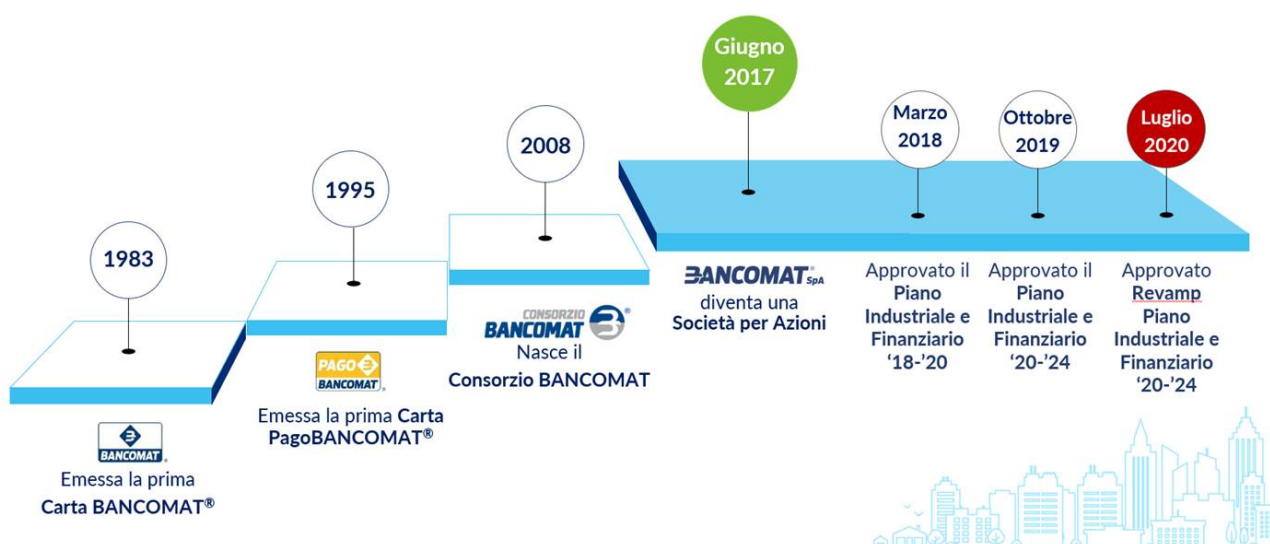 1983
BANCOMAT®
Emessa la prima
Carta BANCOMAT®
1995
PAGO
BANCOMAT®
Emessa la prima Carta
PagoBANCOMAT®
2008
CONSORZIO
BANCOMAT®
Nasce il
Consorzio BANCOMAT
Giugno
2017
BANCOMAT® SpA
diventa una
Società per Azioni
Marzo
2018
Approvato il
Piano
Industriale e
Finanziario
‘18-’20
Ottobre
2019
Approvato il
Piano
Industriale e
Finanziario
‘20-’24
Luglio
2020
Approvato
Revamp
Piano
Industriale e
Finanziario
‘20-’24